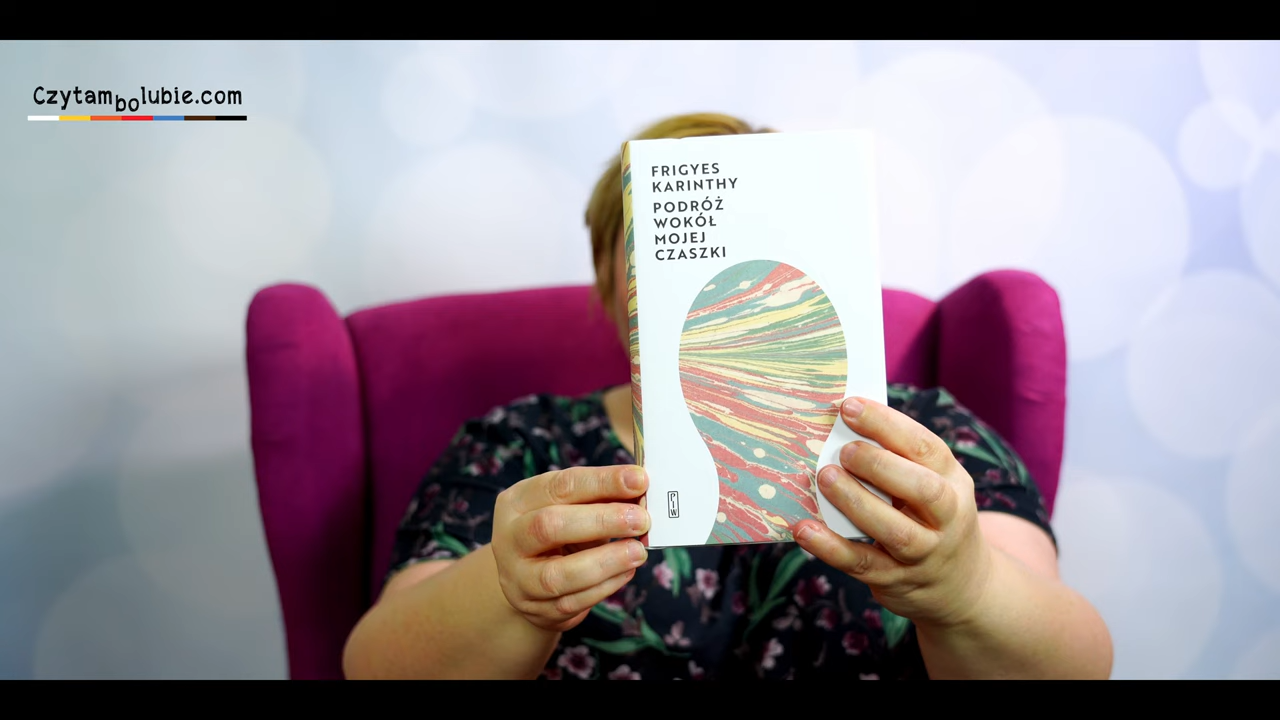 Czytambolubie.com
FRIGYES
KARINTHY
PODRÓŻ
WOKÓŁ
MOJEJ
CZASZKI
PIW